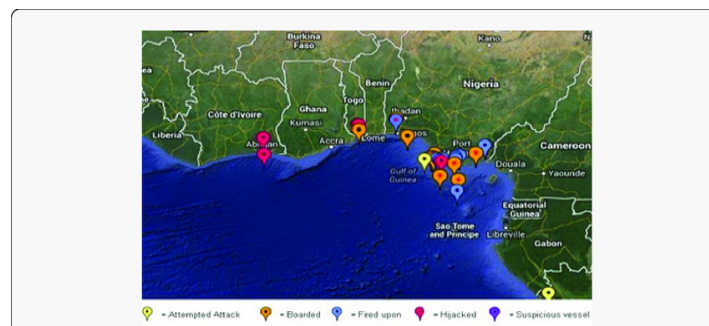 Burkina
Faso
Kano
N
ea
Benin
Nigeria
Togo
Ghana
Côte d'Ivoire
Ibadan
Kumasi
Liberia
Abidjan
Accra
Lome
gos
Port
Cameroon
Douala
Gulf of
Guinea
Yaounde
Equatorial
Guinea
Sao Tome
and Principe
Libreville
Gabon
= Attempted Attack = Boarded = Fired upon = Hijacked = Suspicious vessel